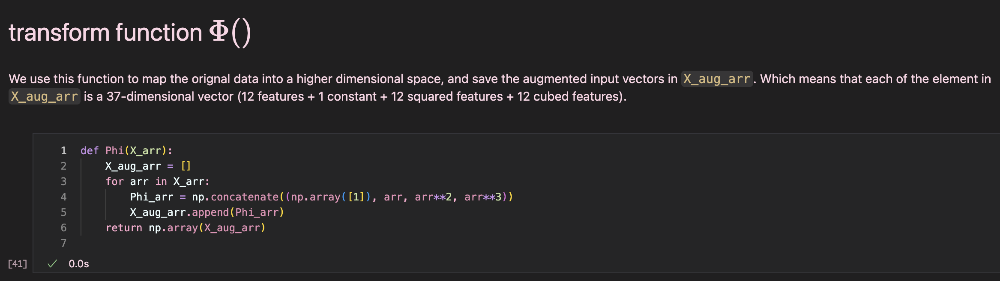 transform function Φ()
We use this function to map the orignal data into a higher dimensional space, and save the augmented input vectors in X_aug_arr. Which means that each of the element in
X_aug_arr is a 37-dimensional vector (12 features + 1 constant + 12 squared features + 12 cubed features).
1 def Phi(X_arr):
2     X_aug_arr = []
3     for arr in X_arr:
4         Phi_arr = np.concatenate((np.array([1]), arr, arr**2, arr**3))
5         X_aug_arr.append(Phi_arr)
6     return np.array(X_aug_arr)
7
[41] ✓ 0.0s